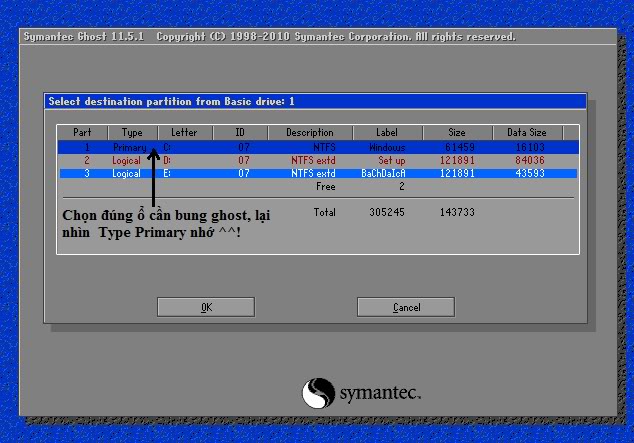 Symantec Ghost 11.5.1 Copyright (C) 1998-2010 Symantec Corporation. All rights reserved.
Select destination partition from Basic drive: 1
Part Type Letter ID Description Label Size Data Size
1 Primary C: 07 NTFS Windows 61459 16103
2 Logical D: 07 NTFS extd Set up 121891 84036
3 Logical E: 07 NTFS extd BaChDaIcA 121891 43593
Free 2
Total 305245 143733
Chọn đúng ổ cần bung ghost, lại
nhìn Type Primary nhớ ^^!
OK Cancel
symantec.